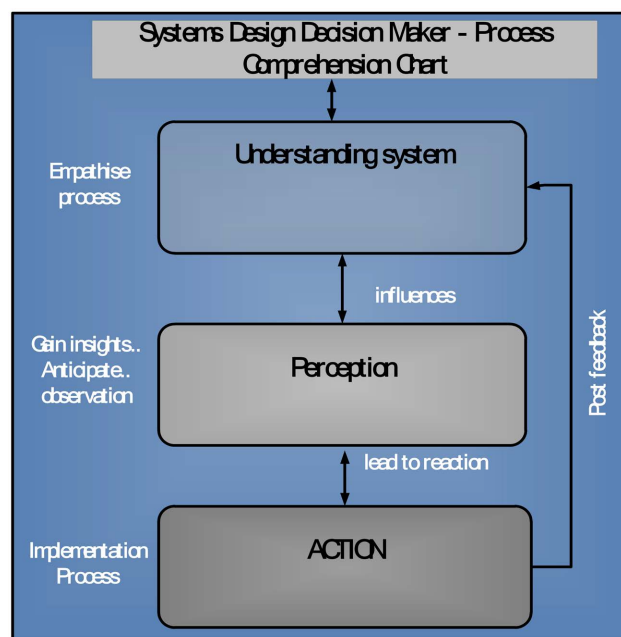 Systems Design Decision Maker - Process
Comprehension Chart
Understanding system
Empathise
process
influences
Gain insights..
Anticipate..
observation
Perception
Post feedback
lead to reaction
ACTION
Implementation
Process